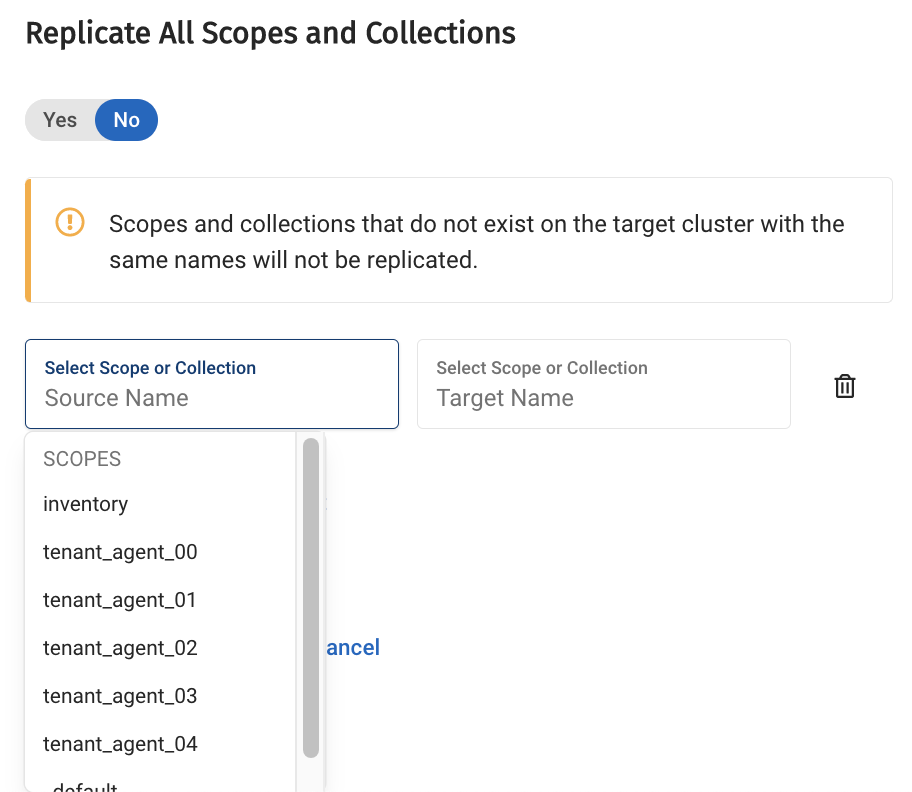 Replicate All Scopes and Collections
Yes No
Scopes and collections that do not exist on the target cluster with the
same names will not be replicated.
Select Scope or Collection
Source Name
Select Scope or Collection
Target Name
SCOPES
inventory
tenant_agent_00
tenant_agent_01
tenant_agent_02
ancel
tenant_agent_03
tenant_agent_04
_default